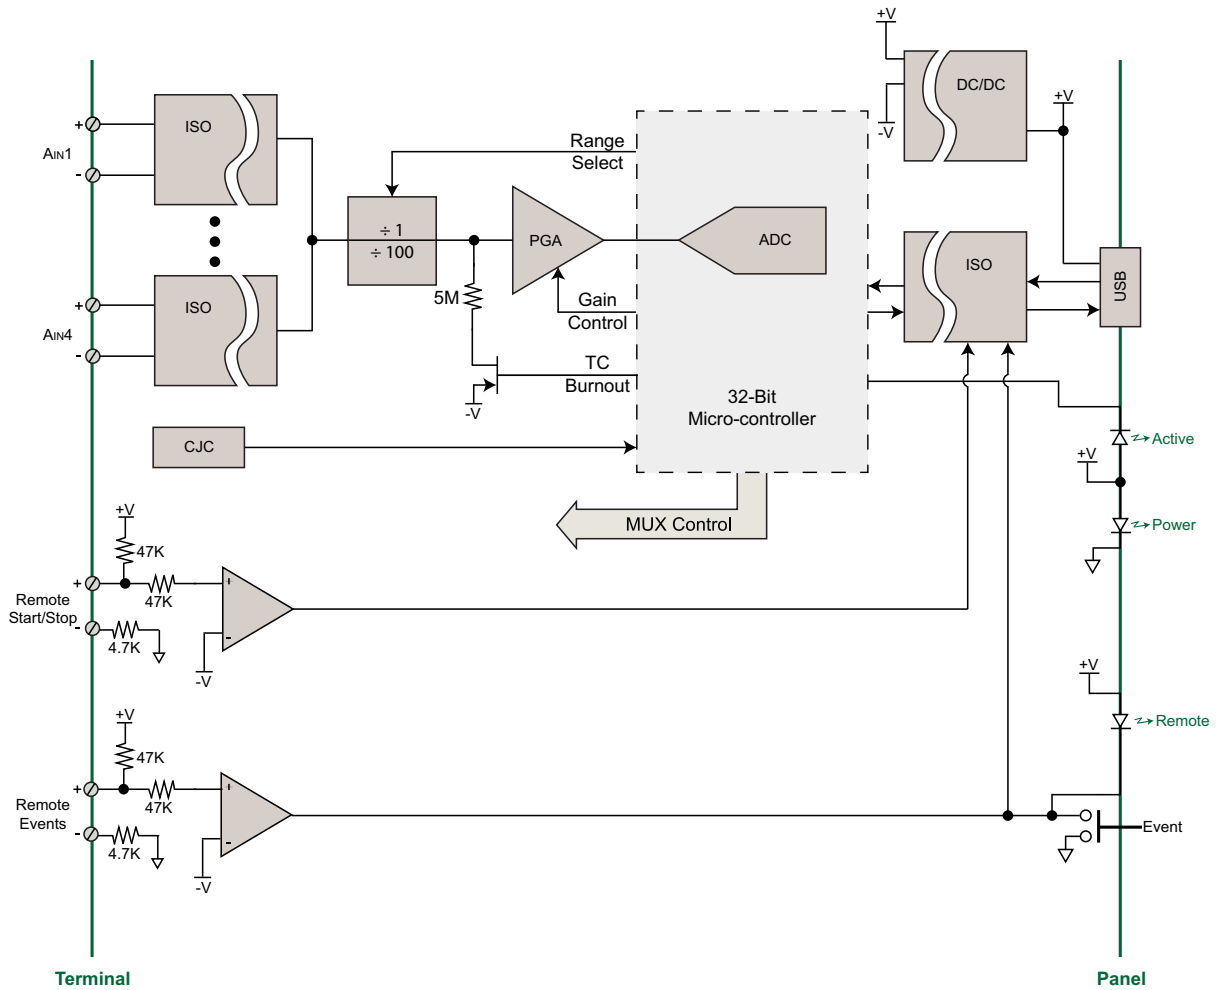 +V
DC/DC
-V
+V
+
ISO
AIN1
-
Range
Select
÷ 1
÷ 100
PGA
ADC
ISO
USB
+
ISO
AIN4
-
5M
Gain
Control
TC
Burnout
-V
32-Bit
Micro-controller
CJC
Active
+V
MUX Control
Power
+V
47K
+
47K
+
Remote
Start/Stop
-
4.7K
-
-V
+V
Remote
+V
47K
+
47K
+
Remote
Events
-
4.7K
-
-V
Event
Terminal
Panel